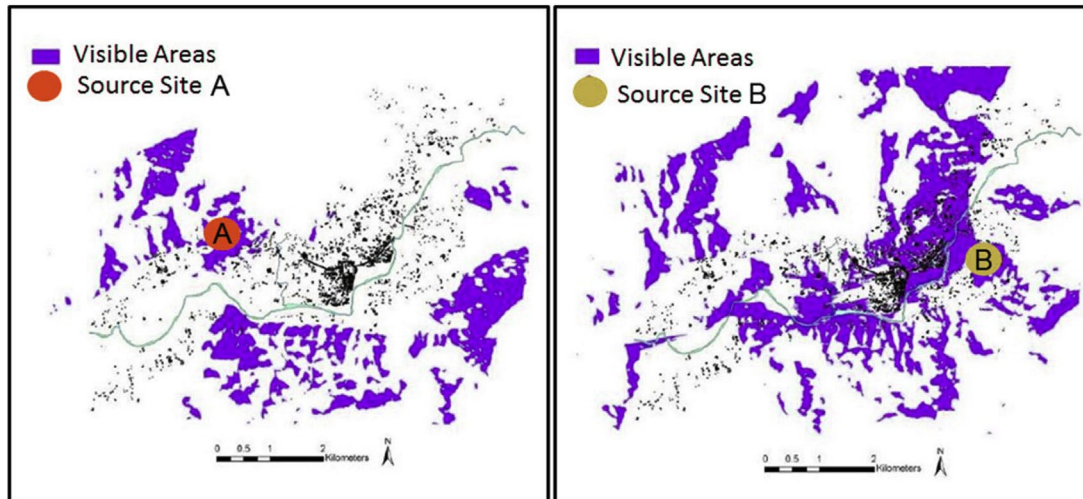 Visible Areas
Source Site A
A
N
0 0.5 1 2
Kilometers
Visible Areas
Source Site B
B
N
0 0.5 1 2
Kilometers